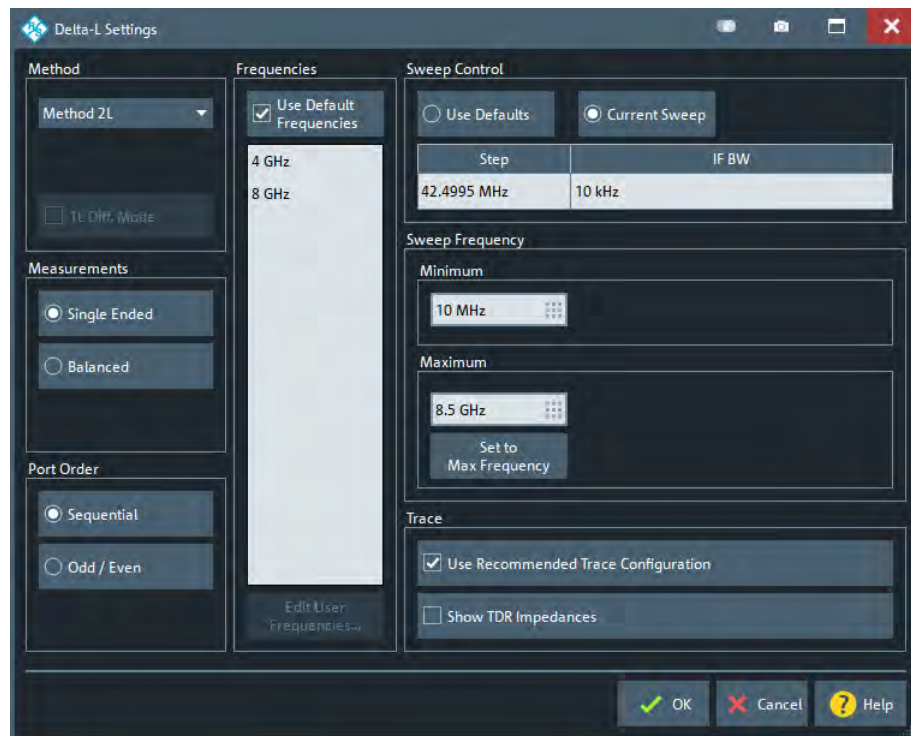 Delta-L Settings
Method
Method 2L
1L Diff. Mode
Measurements
Single Ended
Balanced
Port Order
Sequential
Odd / Even
Frequencies
Use Default
Frequencies
4 GHz
8 GHz
Edit User
Frequencies...
Sweep Control
Use Defaults
Current Sweep
Step
IF BW
42.4995 MHz
10 kHz
Sweep Frequency
Minimum
10 MHz
Maximum
8.5 GHz
Set to
Max Frequency
Trace
Use Recommended Trace Configuration
Show TDR Impedances
OK
Cancel
? Help